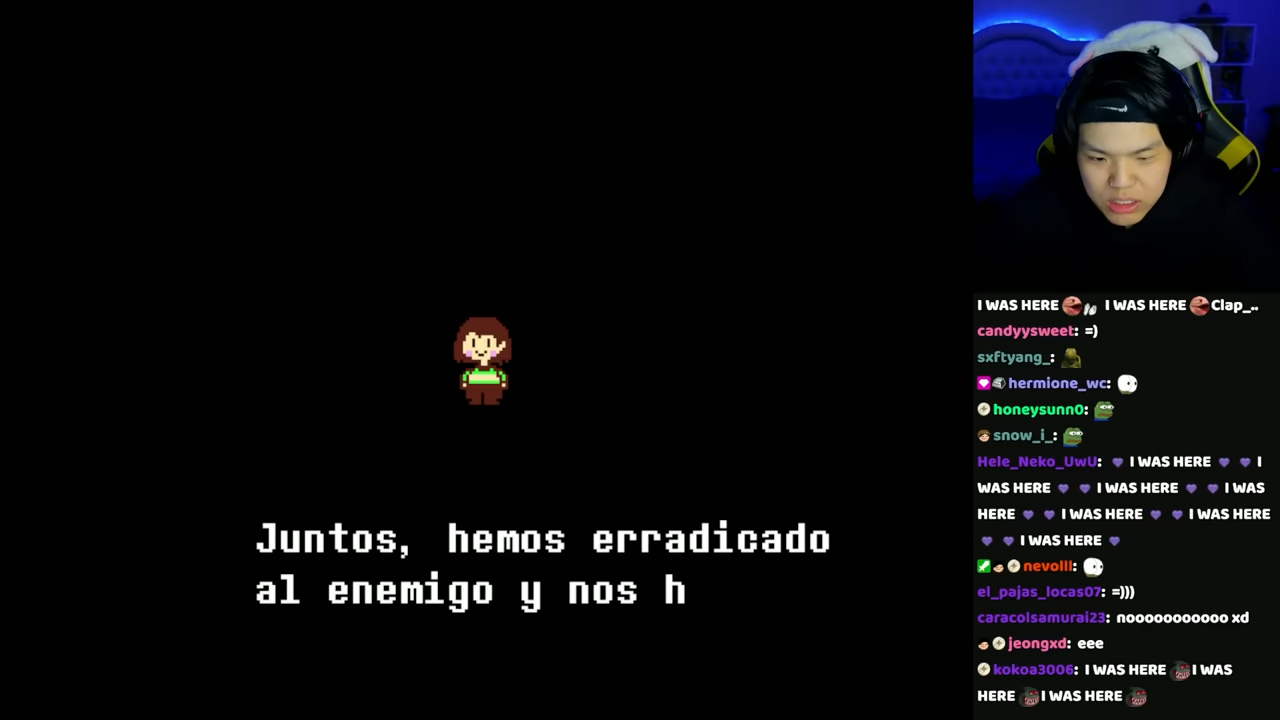 Juntos, hemos erradicado
al enemigo y nos h
I WAS HERE I WAS HERE Clap_..
candyysweet: =)
sxftyang_:
hermione_wc:
honeysunn0:
snow_i_:
Hele_Neko_UwU: I WAS HERE I
WAS HERE I WAS HERE I WAS
HERE I WAS HERE I WAS HERE
I WAS HERE
nevolll:
el_pajas_locas07: =)))
caracolsamurai23: nooooooooooo xd
jeongxd: eee
kokoa3006: I WAS HERE I WAS
HERE I WAS HERE